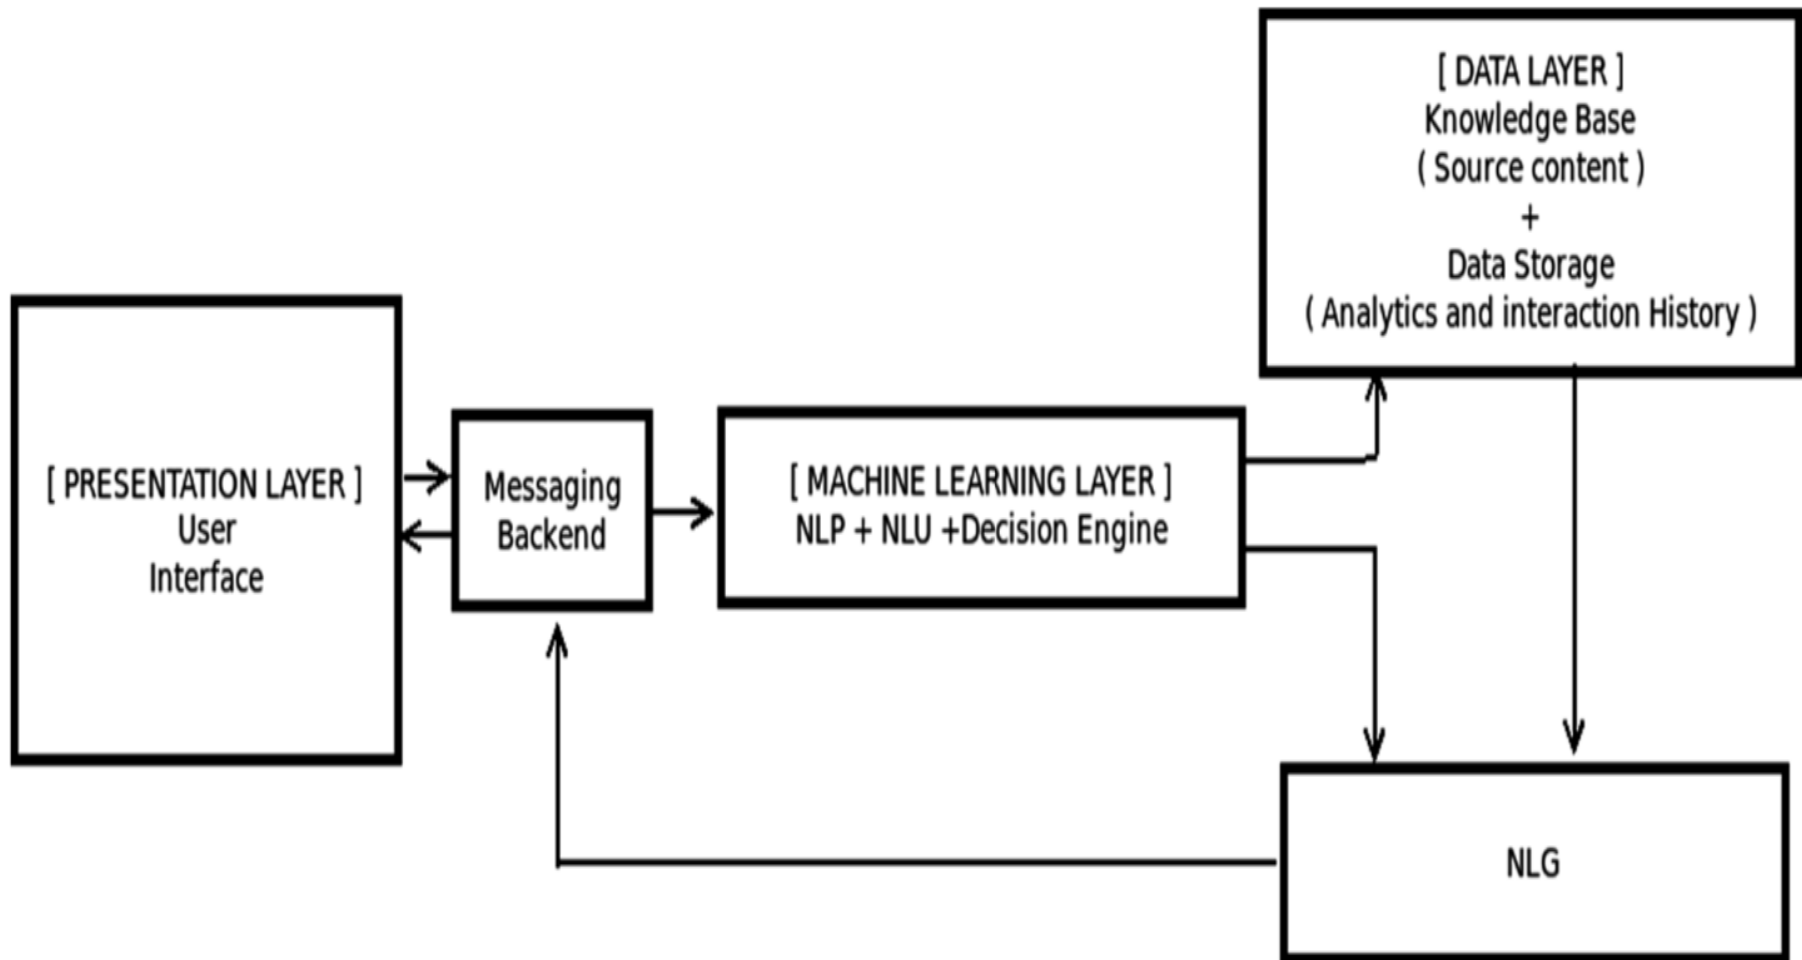 [ DATA LAYER ]
Knowledge Base
( Source content )
+
Data Storage
( Analytics and interaction History )
[ PRESENTATION LAYER ]
User
Interface
Messaging
Backend
[ MACHINE LEARNING LAYER ]
NLP + NLU +Decision Engine
NLG